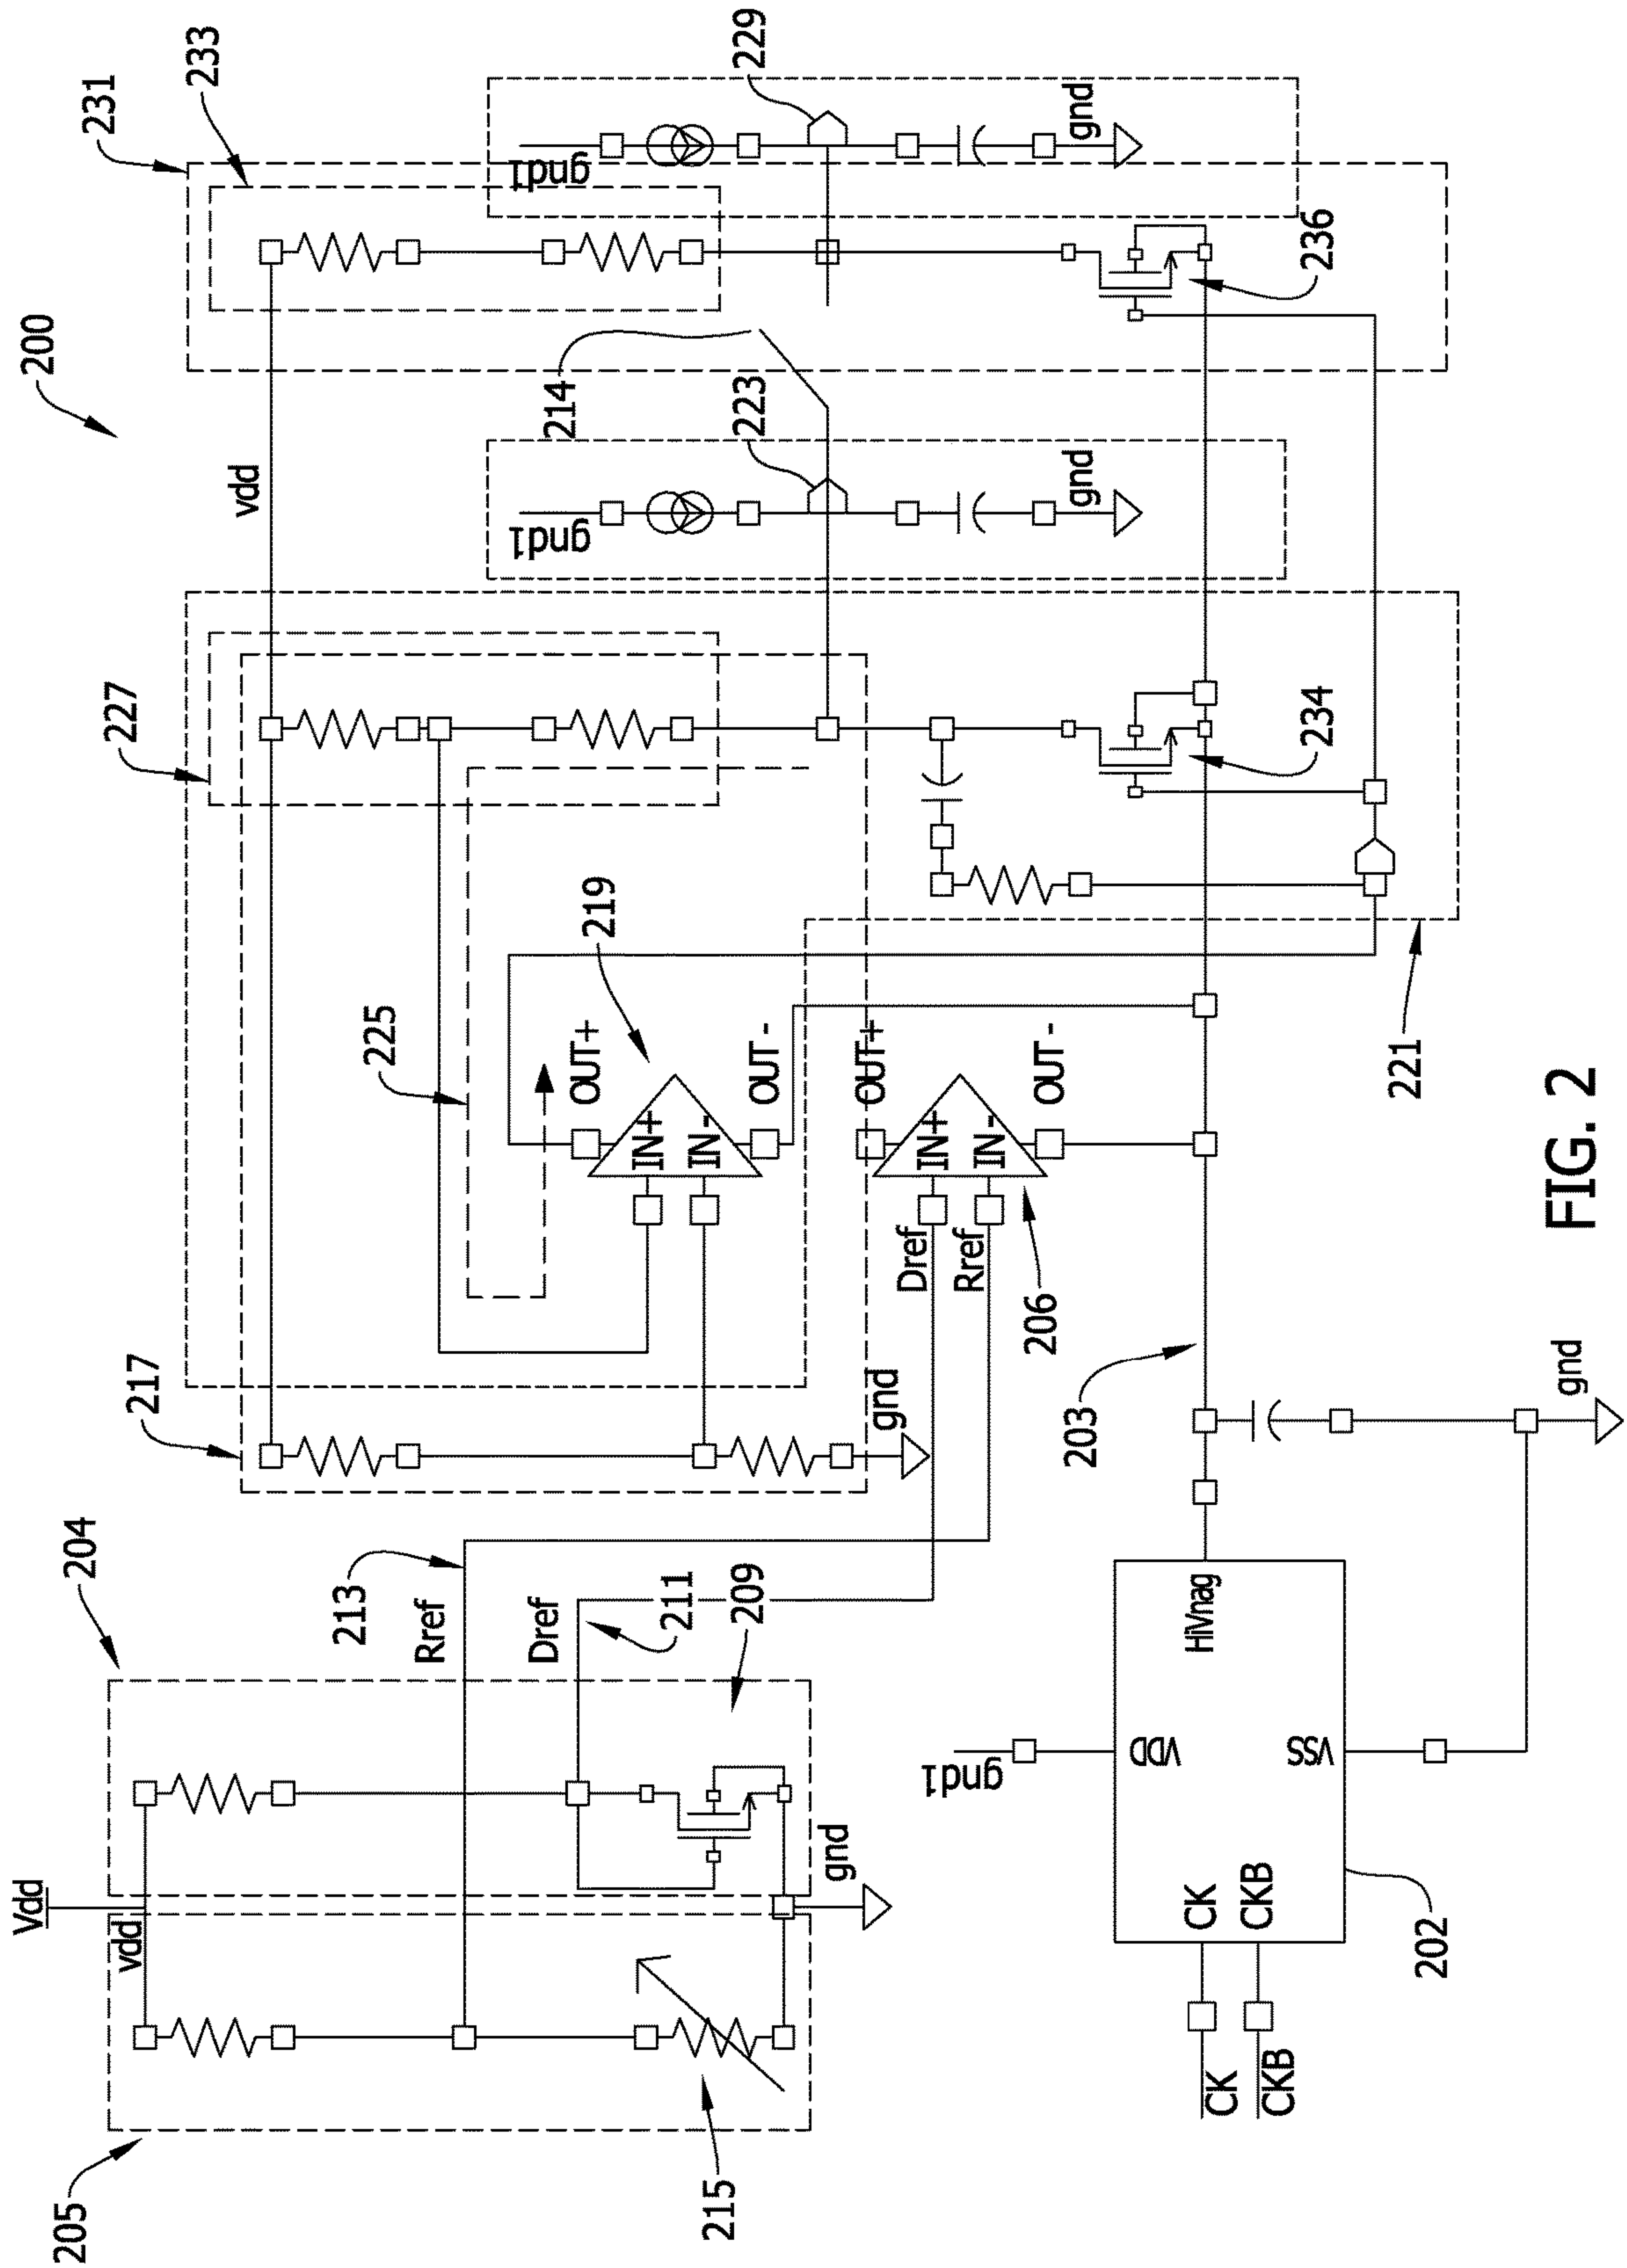 200
231
233
229
gnd1
gnd
vdd
214
223
gnd1
gnd
236
227
234
219
225
OUT+
OUT -
IN+
IN -
OUT+
OUT -
IN+
IN -
221
217
gnd
Dref
Rref
206
203
gnd
204
213
Rref
Dref
211
209
Vdd
vdd
gnd
205
215
gnd1
VDD
VSS
HiVnag
CK
CKB
CK
CKB
202
FIG. 2